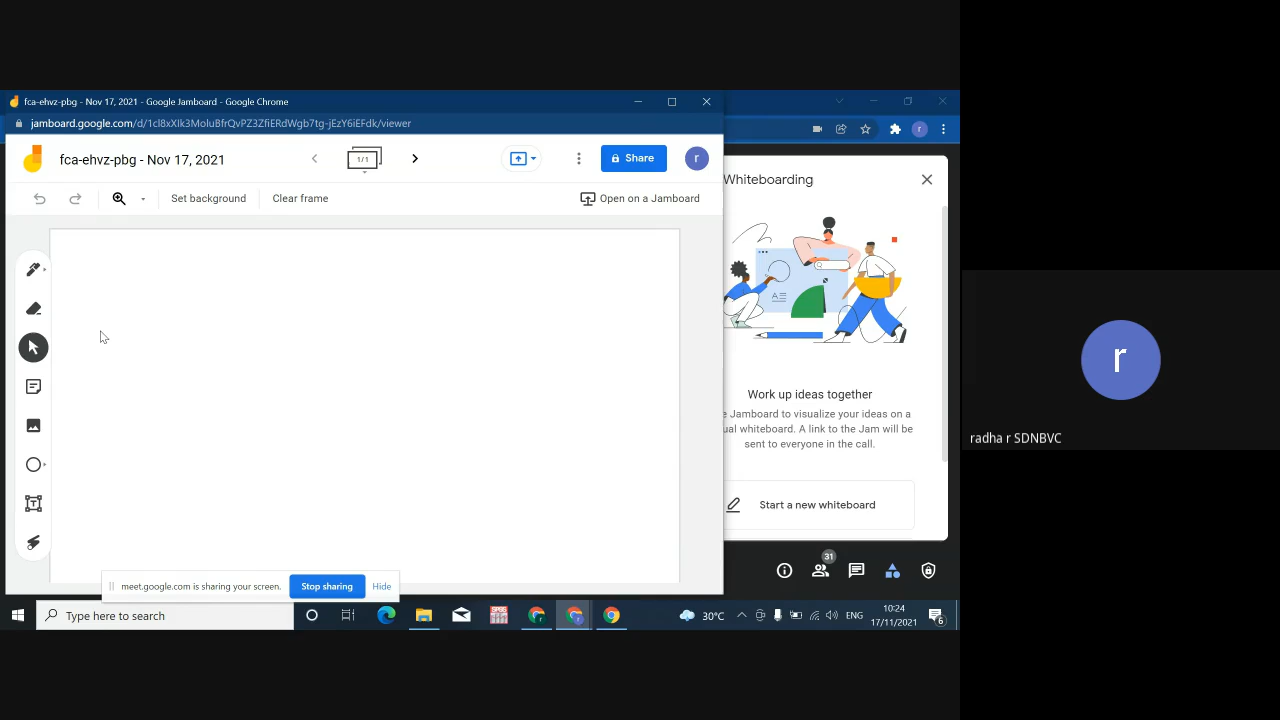 fca-ehvz-pbg - Nov 17, 2021 - Google Jamboard - Google Chrome
jamboard.google.com/d/1cI8xXIk3MoluBfrQvPZ3ZfiERdWgb7tg-jEzY6iEFdk/viewer
fca-ehvz-pbg - Nov 17, 2021
1/1
Share
r
r
Set background
Clear frame
Open on a Jamboard
Whiteboarding
Work up ideas together
e Jamboard to visualize your ideas on a
ual whiteboard. A link to the Jam will be
sent to everyone in the call.
Start a new whiteboard
31
meet.google.com is sharing your screen.
Stop sharing
Hide
Type here to search
30°C
ENG
10:24
17/11/2021
6
r
radha r SDNBVC